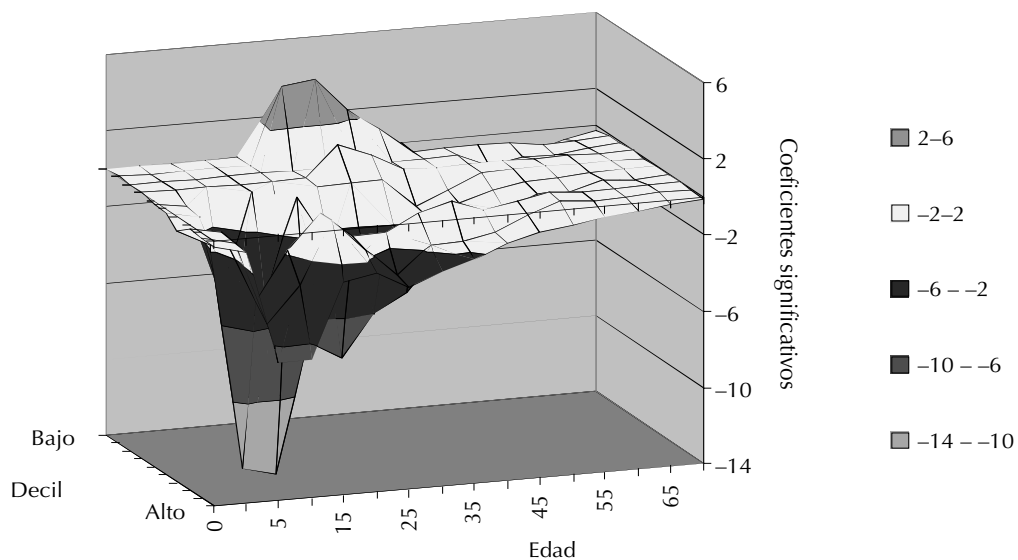 6
2
–2
–6
–10
–14
Coeficientes significativos
2–6
–2–2
–6 – –2
–10 – –6
–14 – –10
Bajo
Decil
Alto
0
5
15
25
35
45
55
65
Edad